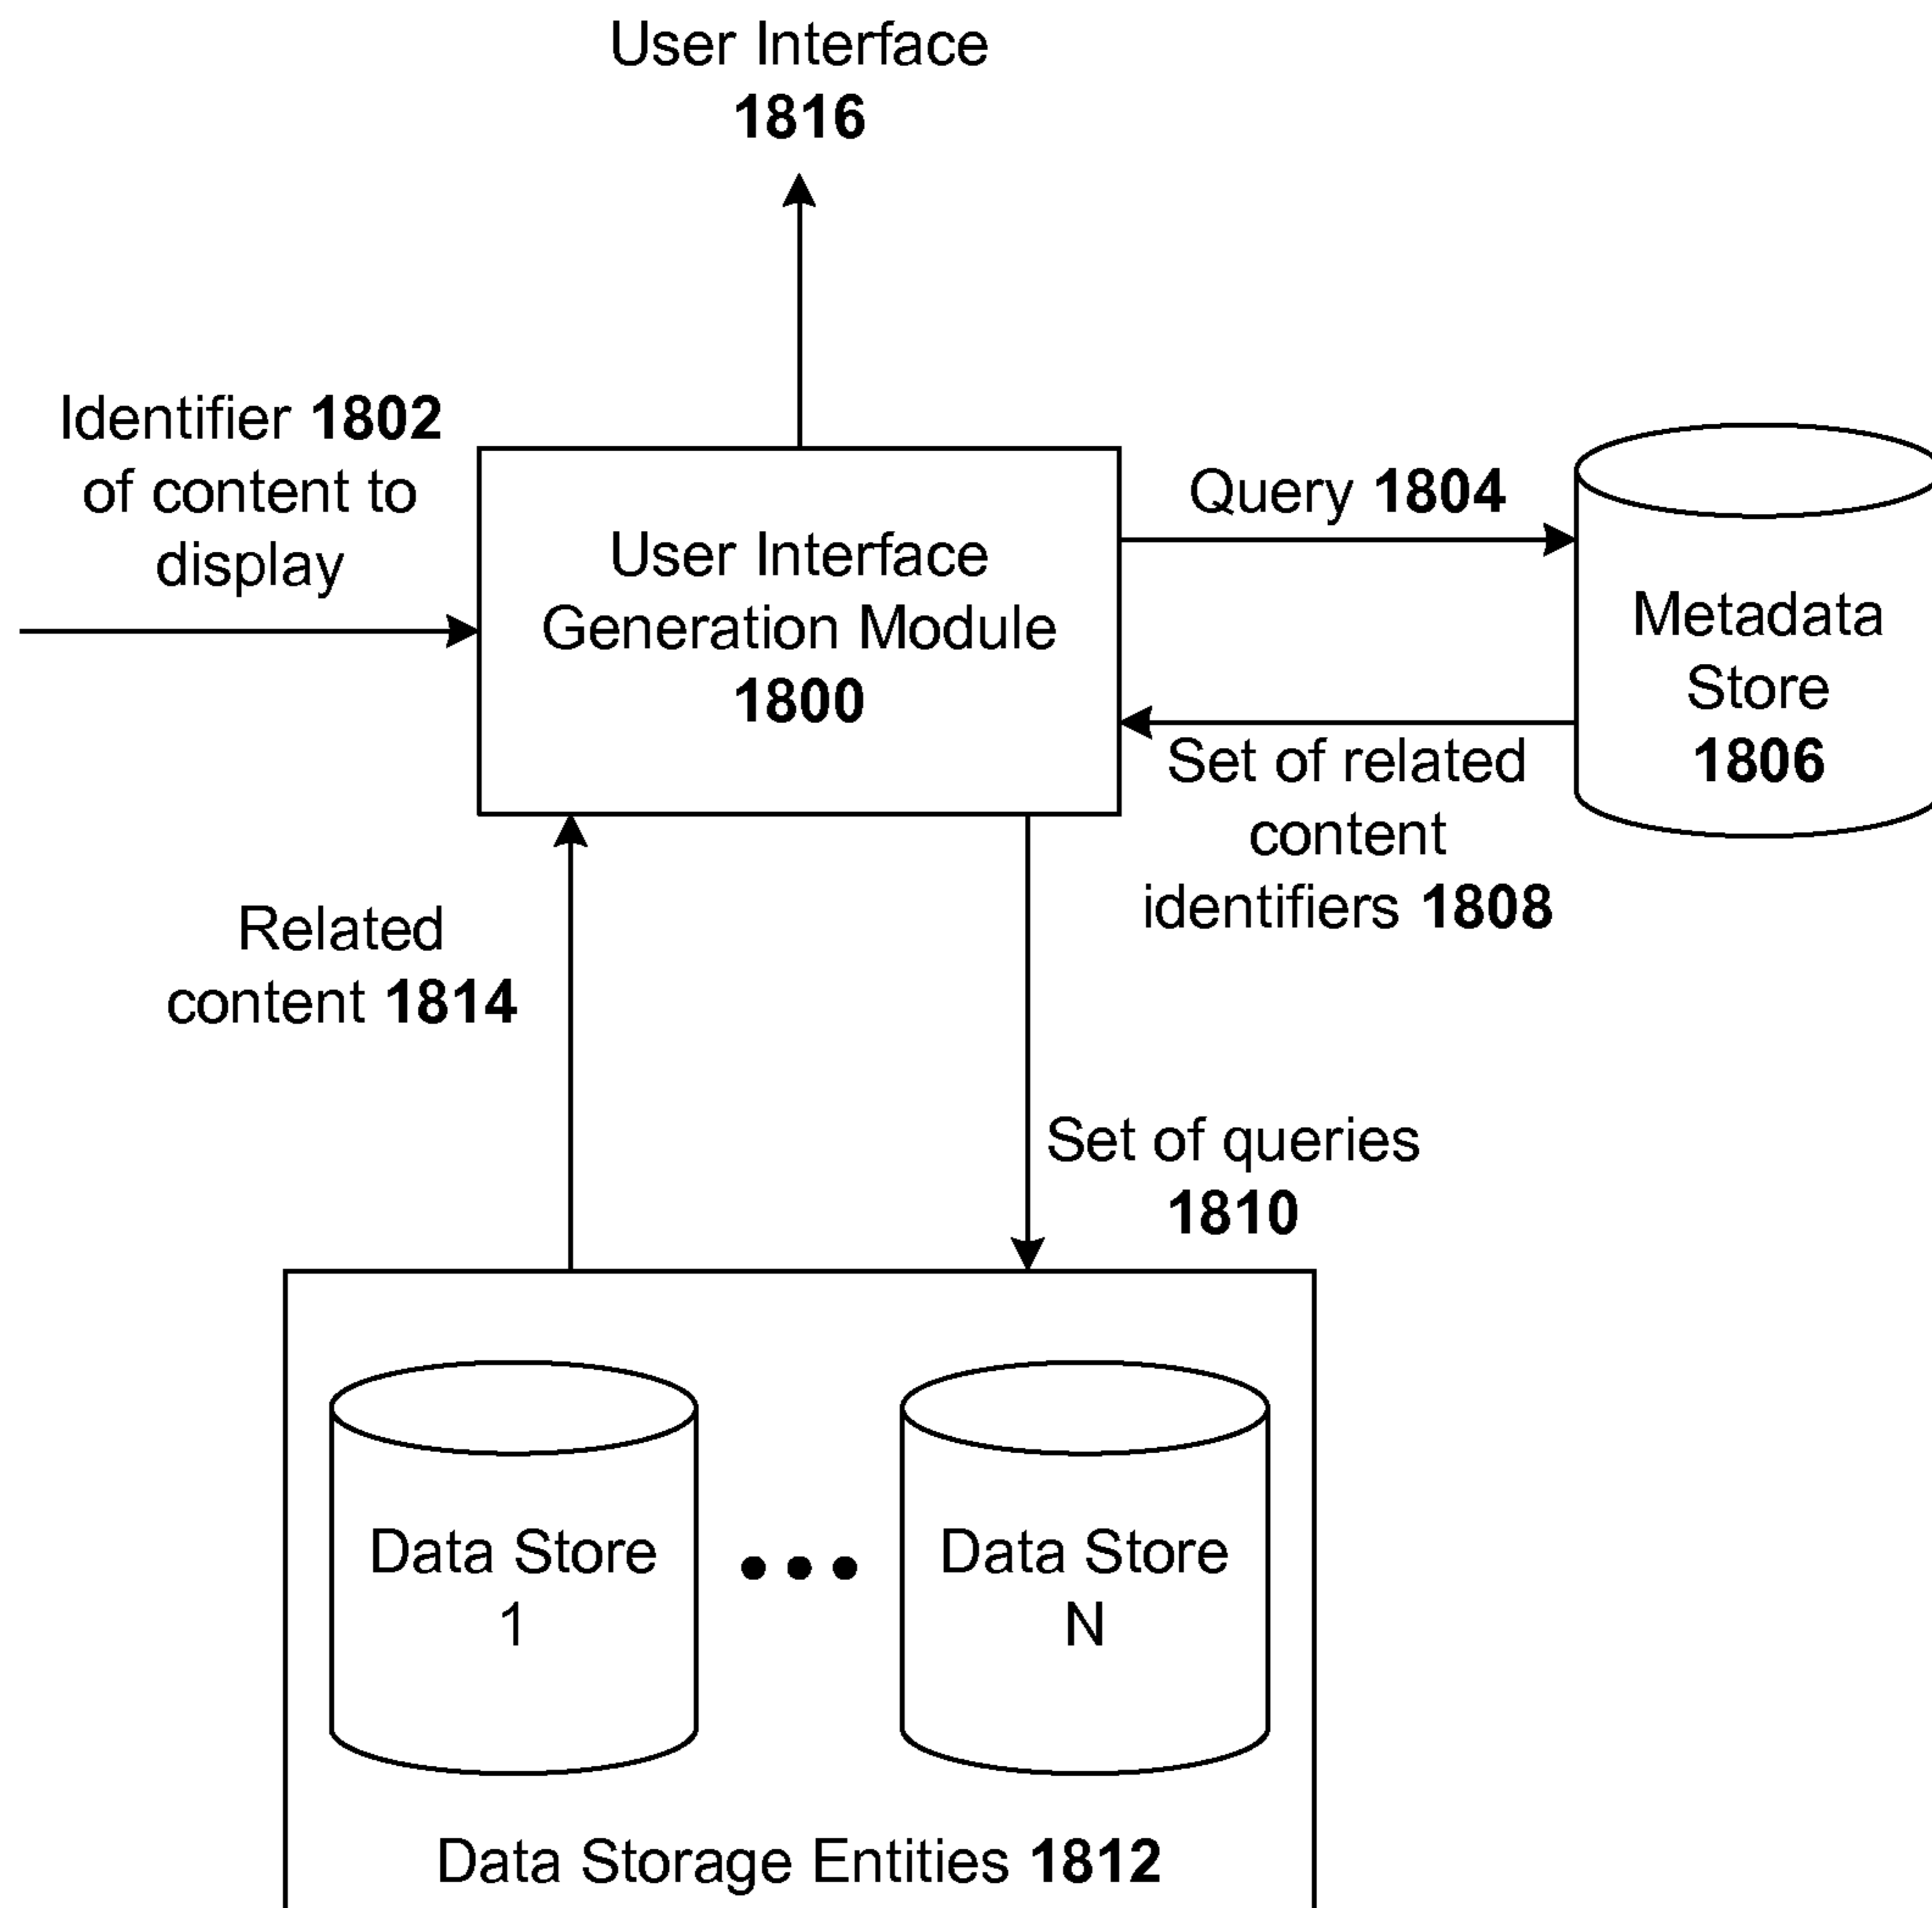 User Interface
1816
Identifier 1802
of content to
display
User Interface
Generation Module
1800
Query 1804
Metadata
Store
1806
Set of related
content
identifiers 1808
Related
content 1814
Set of queries
1810
Data Store
1
Data Store
N
Data Storage Entities 1812